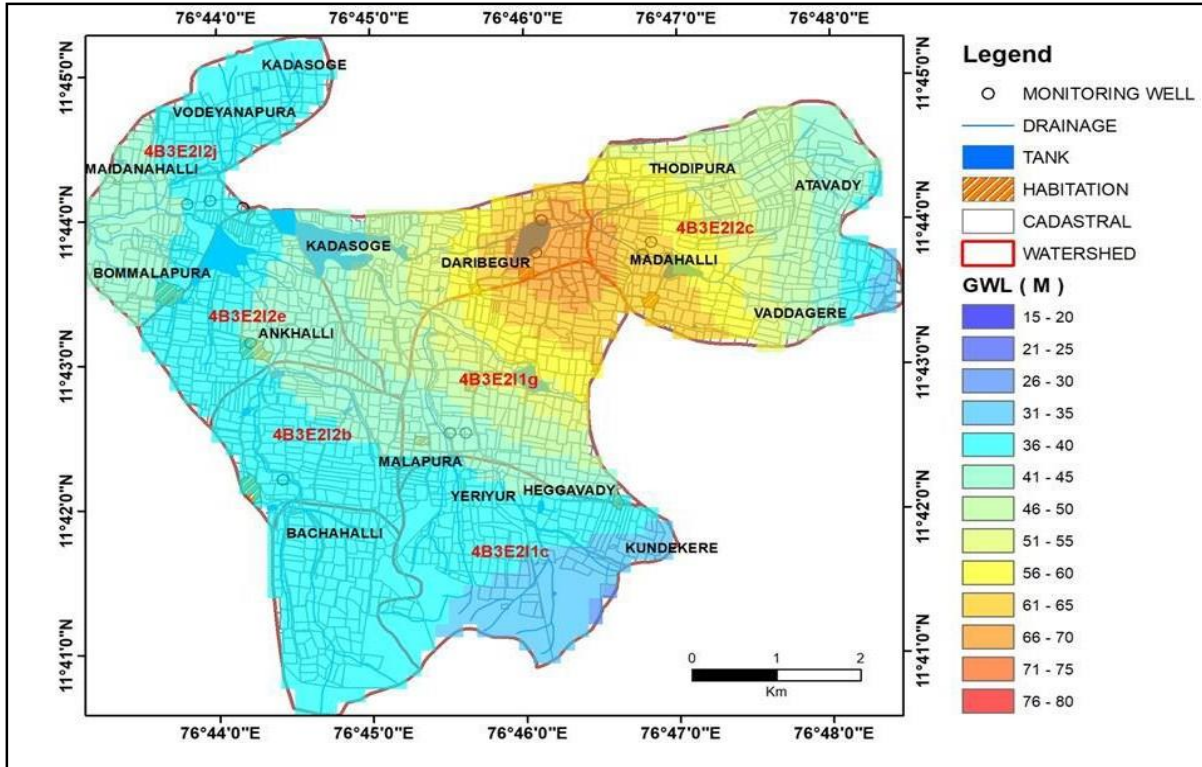 76°44'0"E 76°45'0"E 76°46'0"E 76°47'0"E 76°48'0"E
11°45'0"N
11°44'0"N
11°43'0"N
11°42'0"N
11°41'0"N
KADASOGE
VODEYANAPURA
4B3E2I2j
MAIDANAHALLI
THODIPURA
ATAVADY
4B3E2I2c
KADASOGE
DARIBEGUR
MADAHALLI
BOMMALAPURA
4B3E2I2e
ANKHALLI
VADDAGERE
4B3E2I1g
4B3E2I2b
MALAPURA
YERIYUR
HEGGAVADY
BACHAHALLI
4B3E2I1c
KUNDEKERE
0 1 2
Km
11°45'0"N
11°44'0"N
11°43'0"N
11°42'0"N
11°41'0"N
76°44'0"E 76°45'0"E 76°46'0"E 76°47'0"E 76°48'0"E
Legend
MONITORING WELL
DRAINAGE
TANK
HABITATION
CADASTRAL
WATERSHED
GWL ( M )
15 - 20
21 - 25
26 - 30
31 - 35
36 - 40
41 - 45
46 - 50
51 - 55
56 - 60
61 - 65
66 - 70
71 - 75
76 - 80